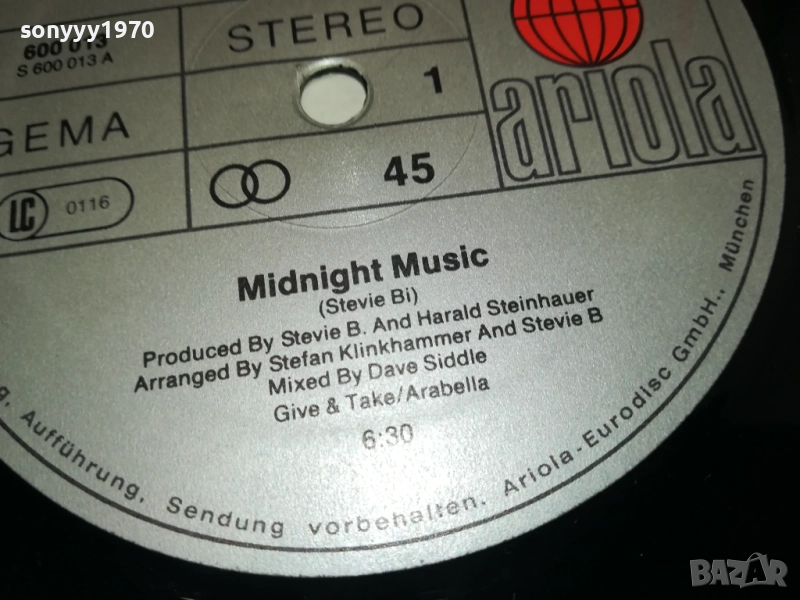 sonyyy1970
600 013
S 600 013 A
STEREO
1
GEMA
LC 0116
45
ariola
Midnight Music
(Stevie Bi)
Produced By Stevie B. And Harald Steinhauer
Arranged By Stefan Klinkhammer And Stevie B
Mixed By Dave Siddle
Give & Take/Arabella
6:30
Aufführung, Sendung vorbehalten. Ariola-Eurodisc GmbH., München
BAZAR